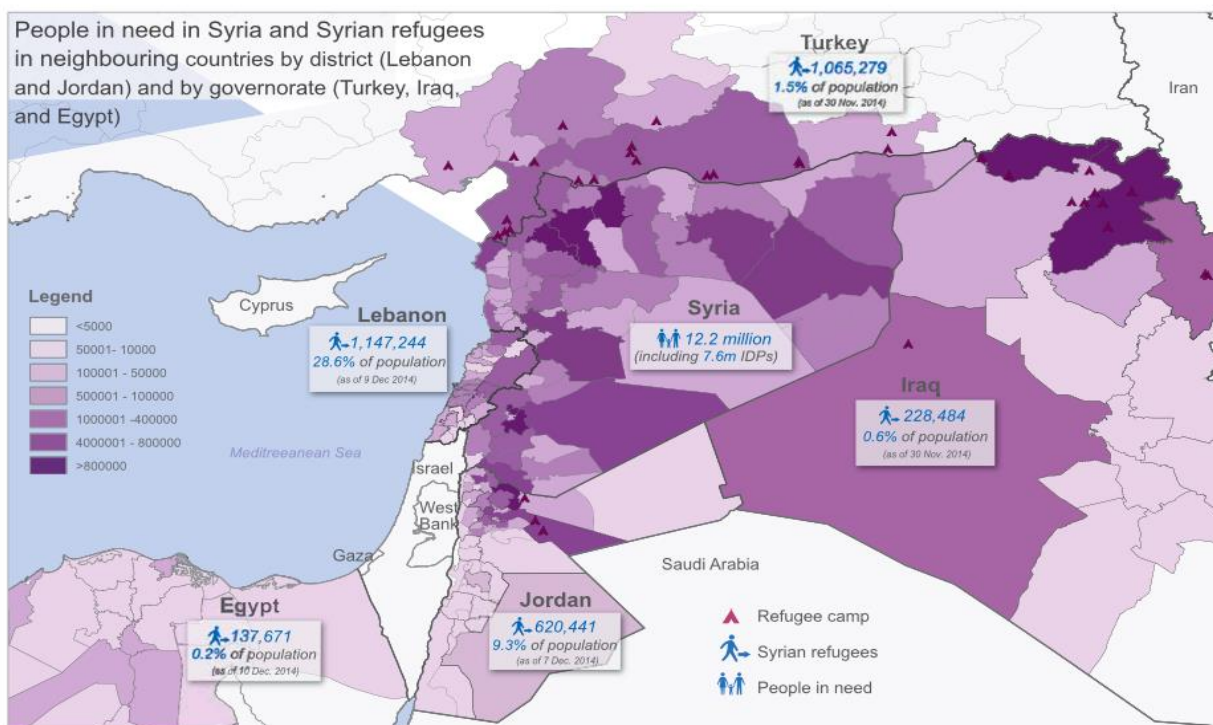 People in need in Syria and Syrian refugees
in neighbouring countries by district (Lebanon
and Jordan) and by governorate (Turkey, Iraq,
and Egypt)
Turkey
1,065,279
1.5% of population
(as of 30 Nov. 2014)
Iran
Legend
<5000
50001- 10000
100001 - 50000
500001 - 100000
1000001 -400000
4000001 - 800000
>800000
Cyprus
Lebanon
1,147,244
28.6% of population
(as of 9 Dec 2014)
Syria
12.2 million
(including 7.6m IDPs)
Iraq
228,484
0.6% of population
(as of 30 Nov. 2014)
Meditreeanean Sea
Israel
West
Bank
Gaza
Saudi Arabia
Egypt
137,671
0.2% of population
(as of 10 Dec. 2014)
Jordan
620,441
9.3% of population
(as of 7 Dec. 2014)
Refugee camp
Syrian refugees
People in need